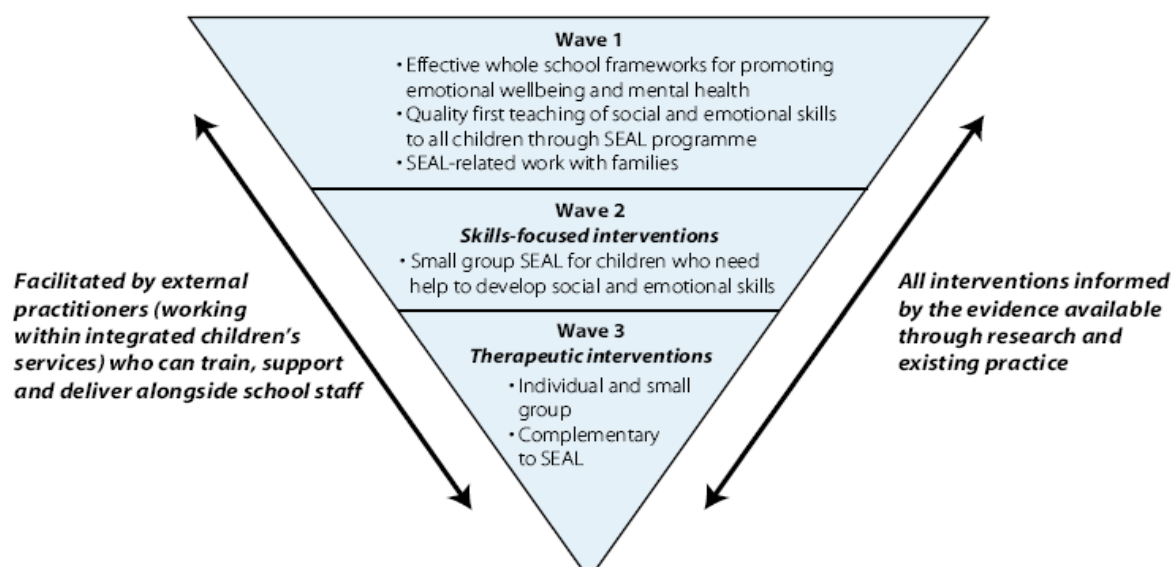 Wave 1
• Effective whole school frameworks for promoting
emotional wellbeing and mental health
• Quality first teaching of social and emotional skills
to all children through SEAL programme
• SEAL-related work with families
Wave 2
Skills-focused interventions
• Small group SEAL for children who need
help to develop social and emotional skills
Wave 3
Therapeutic interventions
• Individual and small
group
• Complementary
to SEAL
Facilitated by external
practitioners (working
within integrated children’s
services) who can train, support
and deliver alongside school staff
All interventions informed
by the evidence available
through research and
existing practice